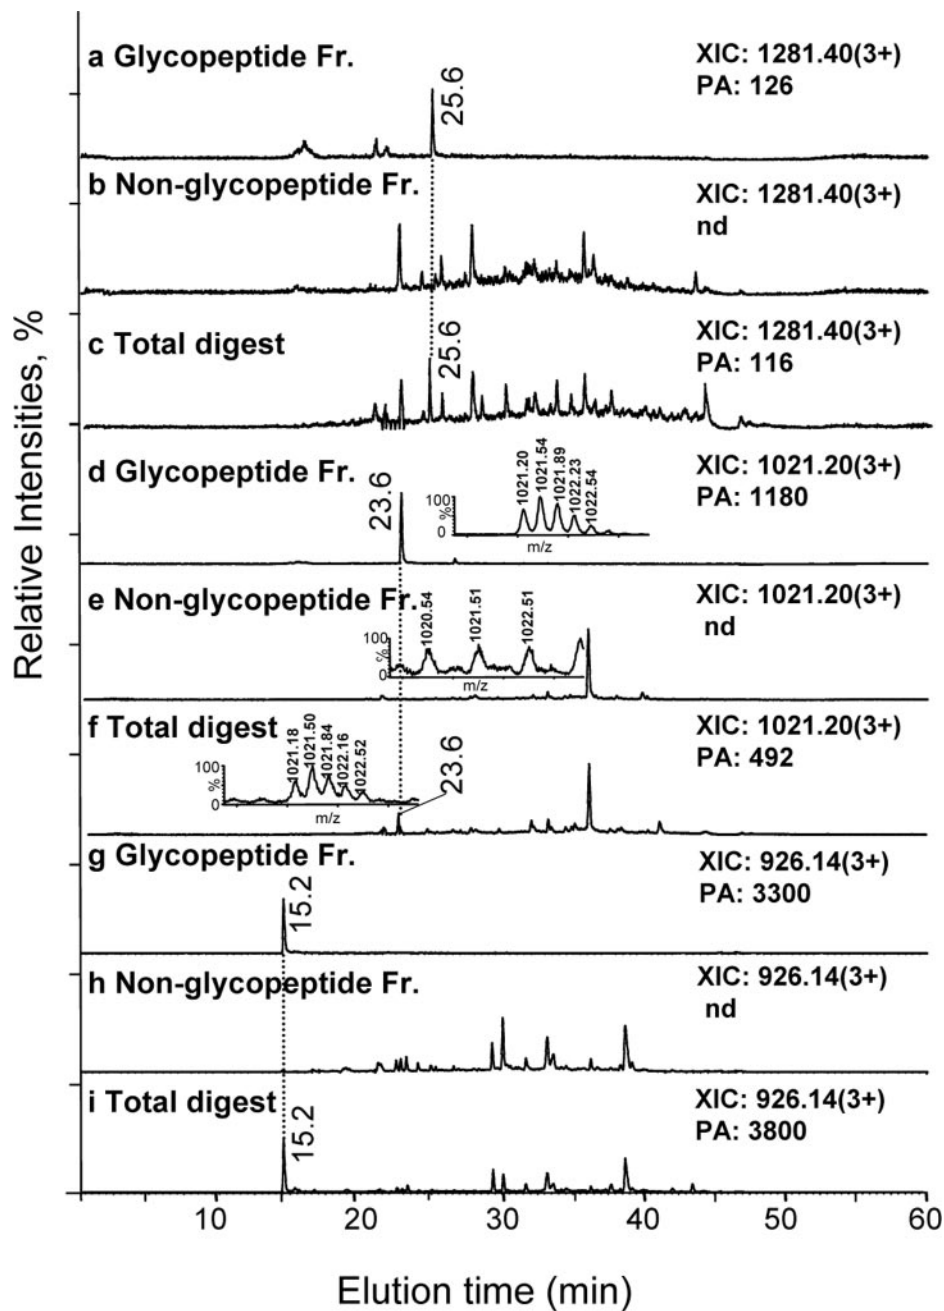 a Glycopeptide Fr.
XIC: 1281.40(3+)
PA: 126
25.6
b Non-glycopeptide Fr.
XIC: 1281.40(3+)
nd
c Total digest
25.6
XIC: 1281.40(3+)
PA: 116
d Glycopeptide Fr.
23.6
1021.20
1021.54
1021.89
1022.23
1022.54
100
%
0
m/z
XIC: 1021.20(3+)
PA: 1180
e Non-glycopeptide Fr.
1020.54
1021.51
1022.51
100
%
0
m/z
XIC: 1021.20(3+)
nd
f Total digest
1021.18
1021.50
1021.84
1022.16
1022.52
100
%
0
m/z
23.6
XIC: 1021.20(3+)
PA: 492
g Glycopeptide Fr.
15.2
XIC: 926.14(3+)
PA: 3300
h Non-glycopeptide Fr.
XIC: 926.14(3+)
nd
i Total digest
15.2
XIC: 926.14(3+)
PA: 3800
Relative Intensities, %
10 20 30 40 50 60
Elution time (min)